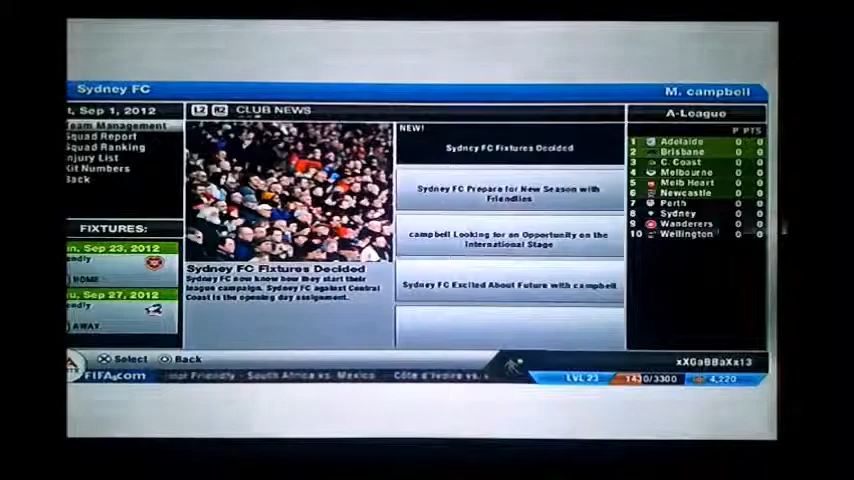 Sydney FC
M. campbell
t, Sep 1, 2012
L2 R2 CLUB NEWS
A-League
Team Management
Squad Report
Squad Ranking
njury List
Kit Numbers
Back
NEW!
Sydney FC Fixtures Decided
Sydney FC Prepare for New Season with
Friendlies
campbell Looking for an Opportunity on the
International Stage
Sydney FC Excited About Future with campbell
P PTS
1 Adelaide 0 0
2 Brisbane 0 0
3 C. Coast 0 0
4 Melbourne 0 0
5 Melb Heart 0 0
6 Newcastle 0 0
7 Perth 0 0
8 Sydney 0 0
9 Wanderers 0 0
10 Wellington 0 0
FIXTURES:
un, Sep 23, 2012
endly
HOME
u, Sep 27, 2012
endly
AWAY
Sydney FC Fixtures Decided
Sydney FC now know how they start their
league campaign. Sydney FC against Central
Coast is the opening day assignment.
Select
Back
xXGaBBaXx13
FIFA.com
nal Friendly - South Africa vs. Mexico
Côte d'Ivoire vs.
LVL 23
1430/3300
4,220